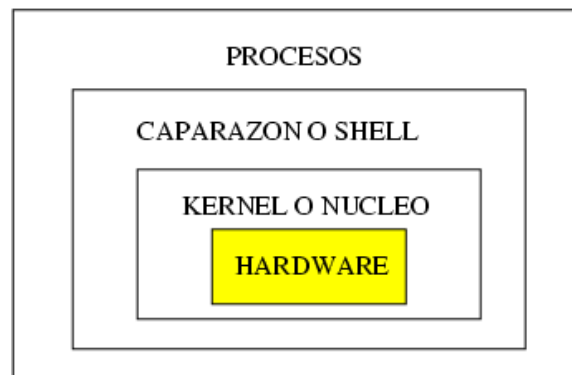 PROCESOS
CAPARAZON O SHELL
KERNEL O NUCLEO
HARDWARE